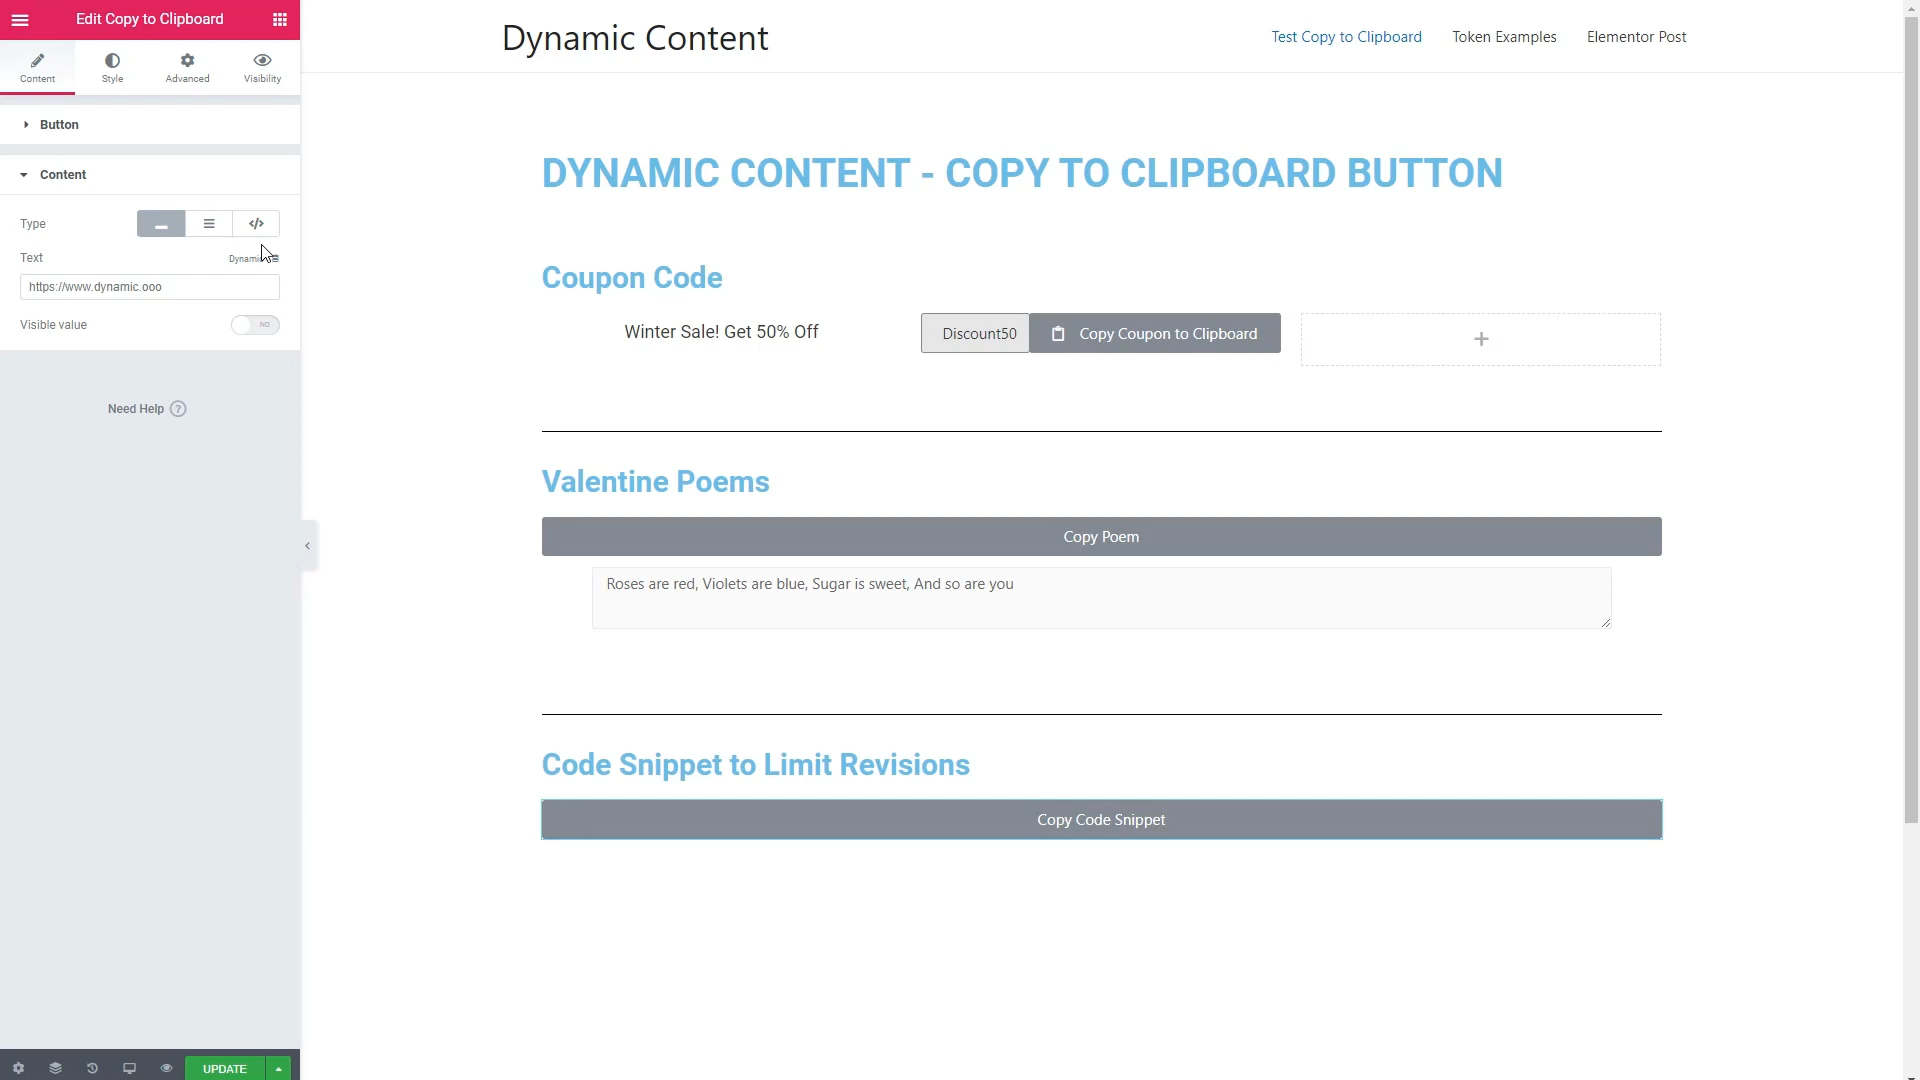 Edit Copy to Clipboard
Content
Style
Advanced
Visibility
Button
Content
Type
Text
https://www.dynamic.ooo
Visible value
NO
Need Help
UPDATE
Dynamic Content
Test Copy to Clipboard
Token Examples
Elementor Post
DYNAMIC CONTENT - COPY TO CLIPBOARD BUTTON
Coupon Code
Winter Sale! Get 50% Off
Discount50
Copy Coupon to Clipboard
Valentine Poems
Copy Poem
Roses are red, Violets are blue, Sugar is sweet, And so are you
Code Snippet to Limit Revisions
Copy Code Snippet